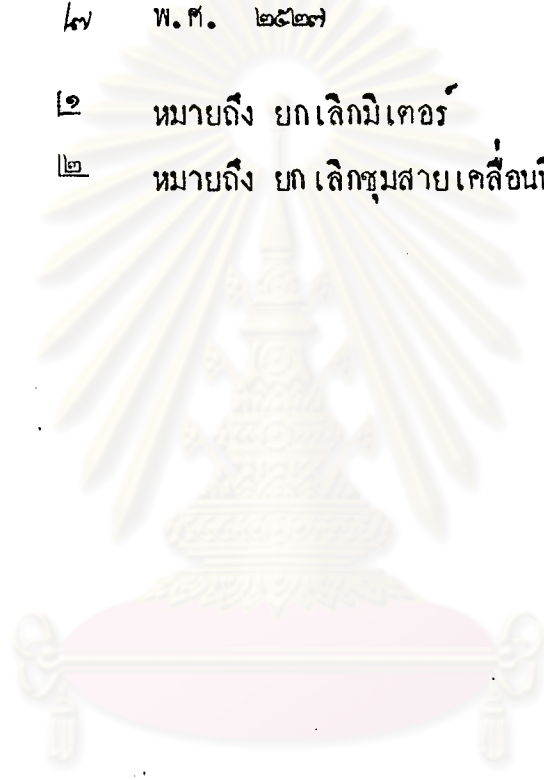 ๒๗ พ.ศ. ๒๕๒๗
๑ หมายถึง ยกเลิกมิเตอร์
๒ หมายถึง ยกเลิกชุมสายเคลื่อนที่